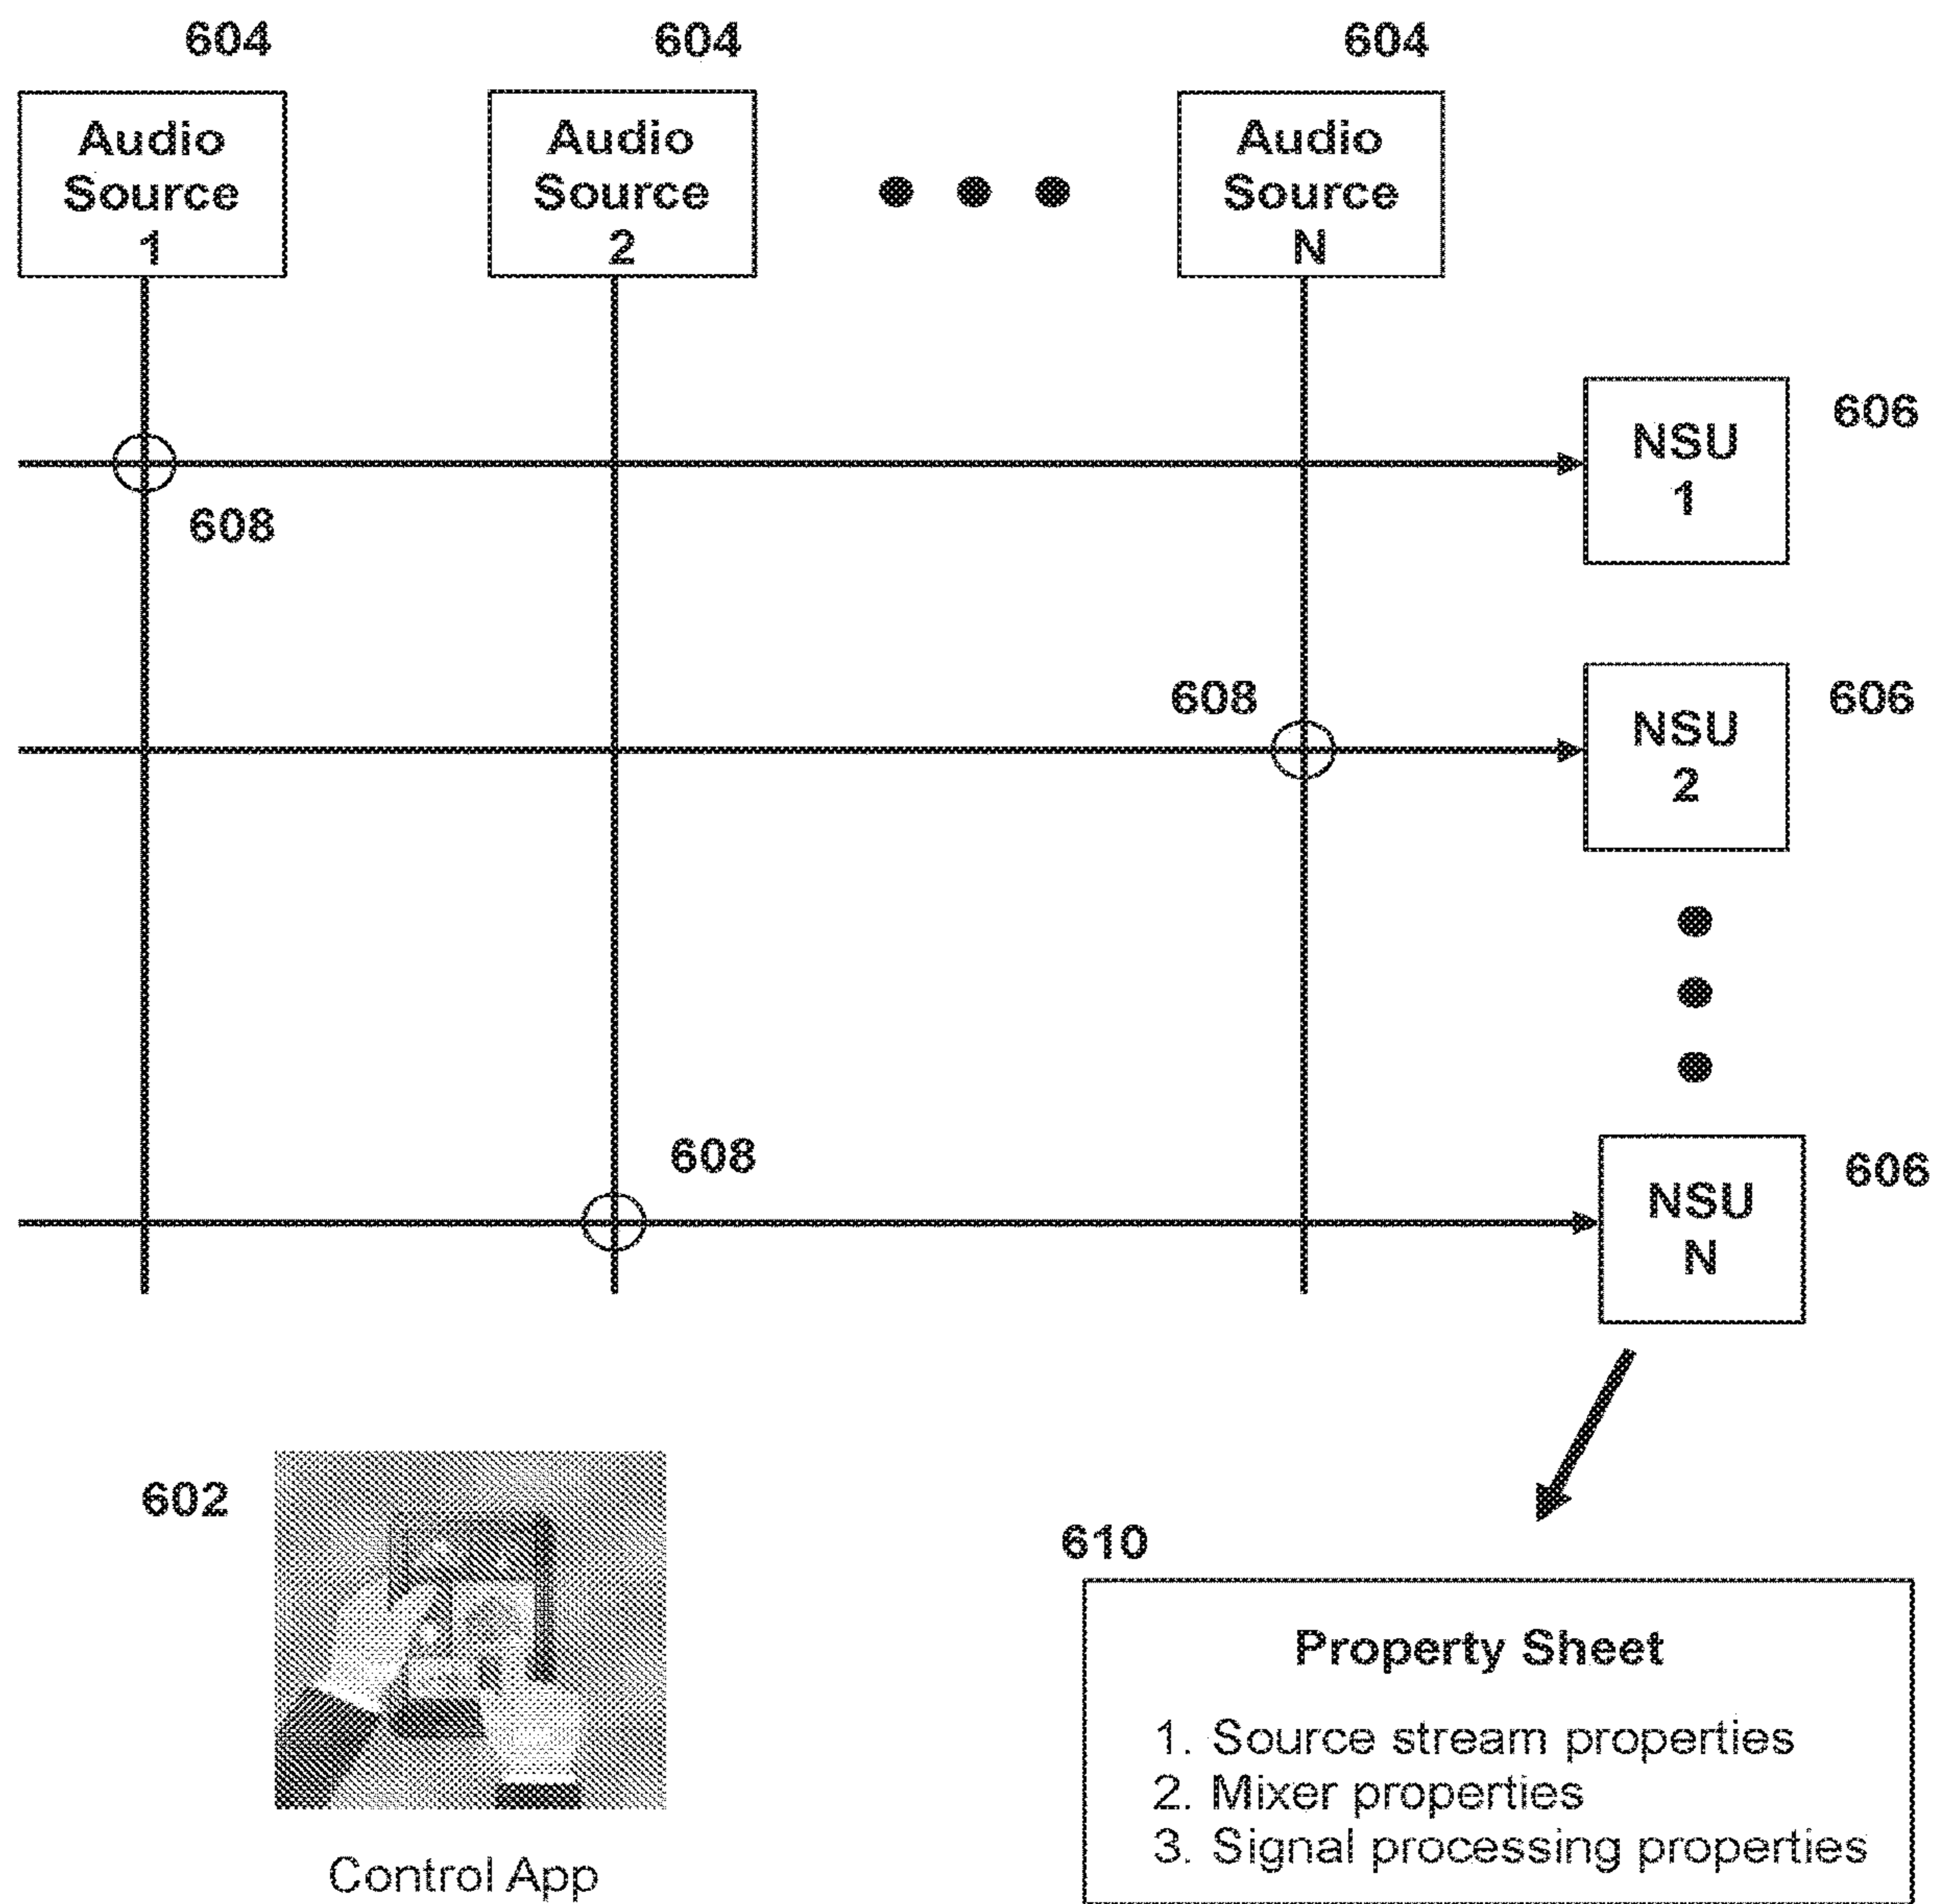 604
604
604
Audio
Source
1
Audio
Source
2
Audio
Source
N
NSU
1
606
608
608
NSU
2
606
608
NSU
N
606
602
Control App
610
Property Sheet
1. Source stream properties
2. Mixer properties
3. Signal processing properties